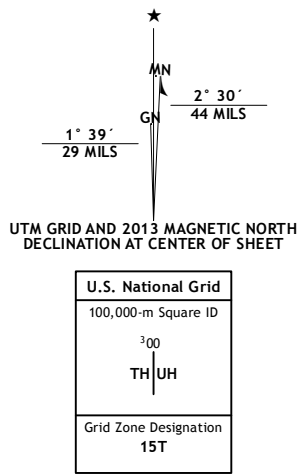 ★
MN
2° 30´
44 MILS
GN
1° 39´
29 MILS
UTM GRID AND 2013 MAGNETIC NORTH
DECLINATION AT CENTER OF SHEET
U.S. National Grid
100,000-m Square ID
³00
TH UH
Grid Zone Designation
15T